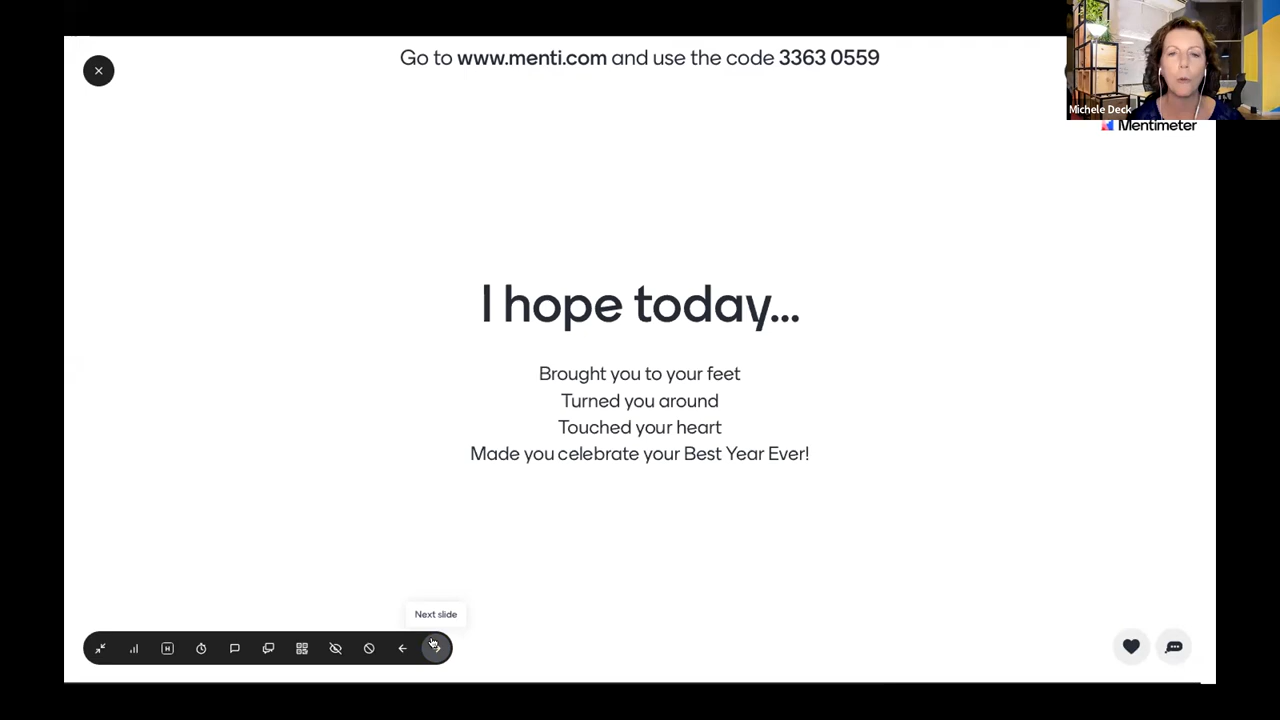 Go to www.menti.com and use the code 3363 0559
Michele Deck
Mentimeter
I hope today...
Brought you to your feet
Turned you around
Touched your heart
Made you celebrate your Best Year Ever!
Next slide
H